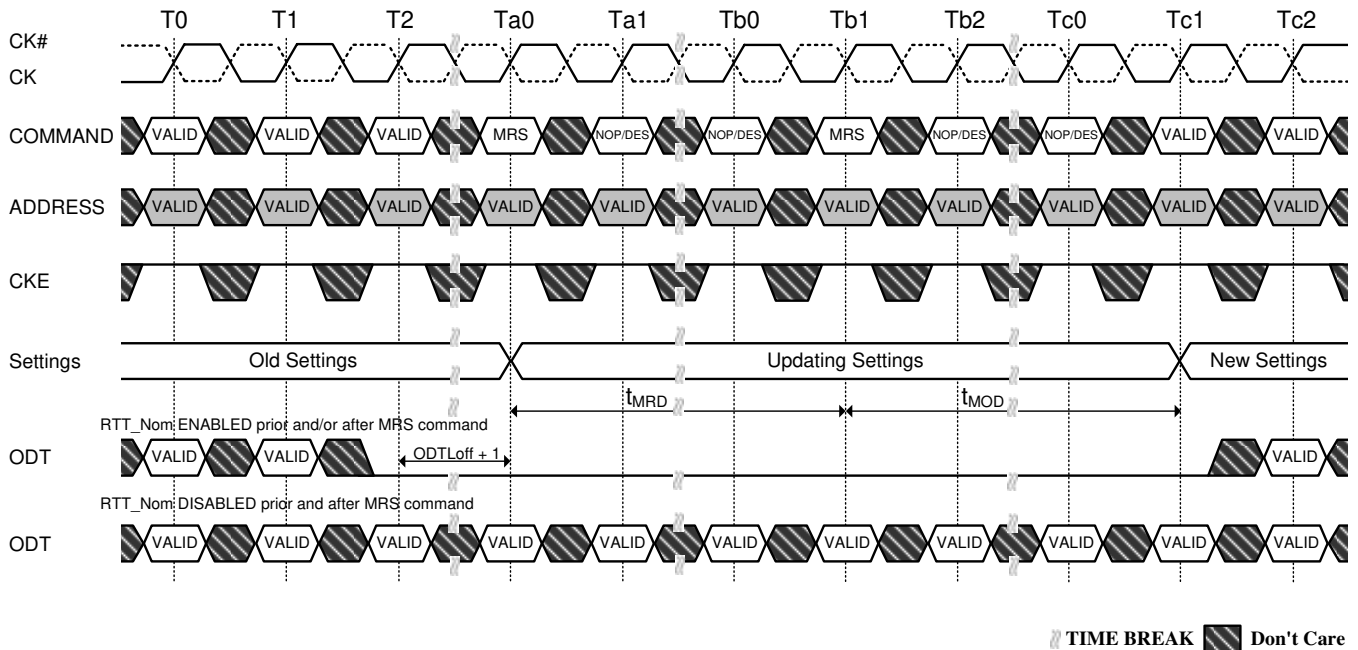 T0 T1 T2 Ta0 Ta1 Tb0 Tb1 Tb2 Tc0 Tc1 Tc2
CK#
CK
COMMAND VALID VALID VALID MRS NOP/DES NOP/DES MRS NOP/DES NOP/DES VALID VALID
ADDRESS VALID VALID VALID VALID VALID VALID VALID VALID VALID VALID VALID
CKE
Settings Old Settings Updating Settings New Settings
tMRD tMOD
RTT_Nom ENABLED prior and/or after MRS command
ODT VALID VALID ODTLoff + 1 VALID
RTT_Nom DISABLED prior and after MRS command
ODT VALID VALID VALID VALID VALID VALID VALID VALID VALID VALID VALID
TIME BREAK Don't Care